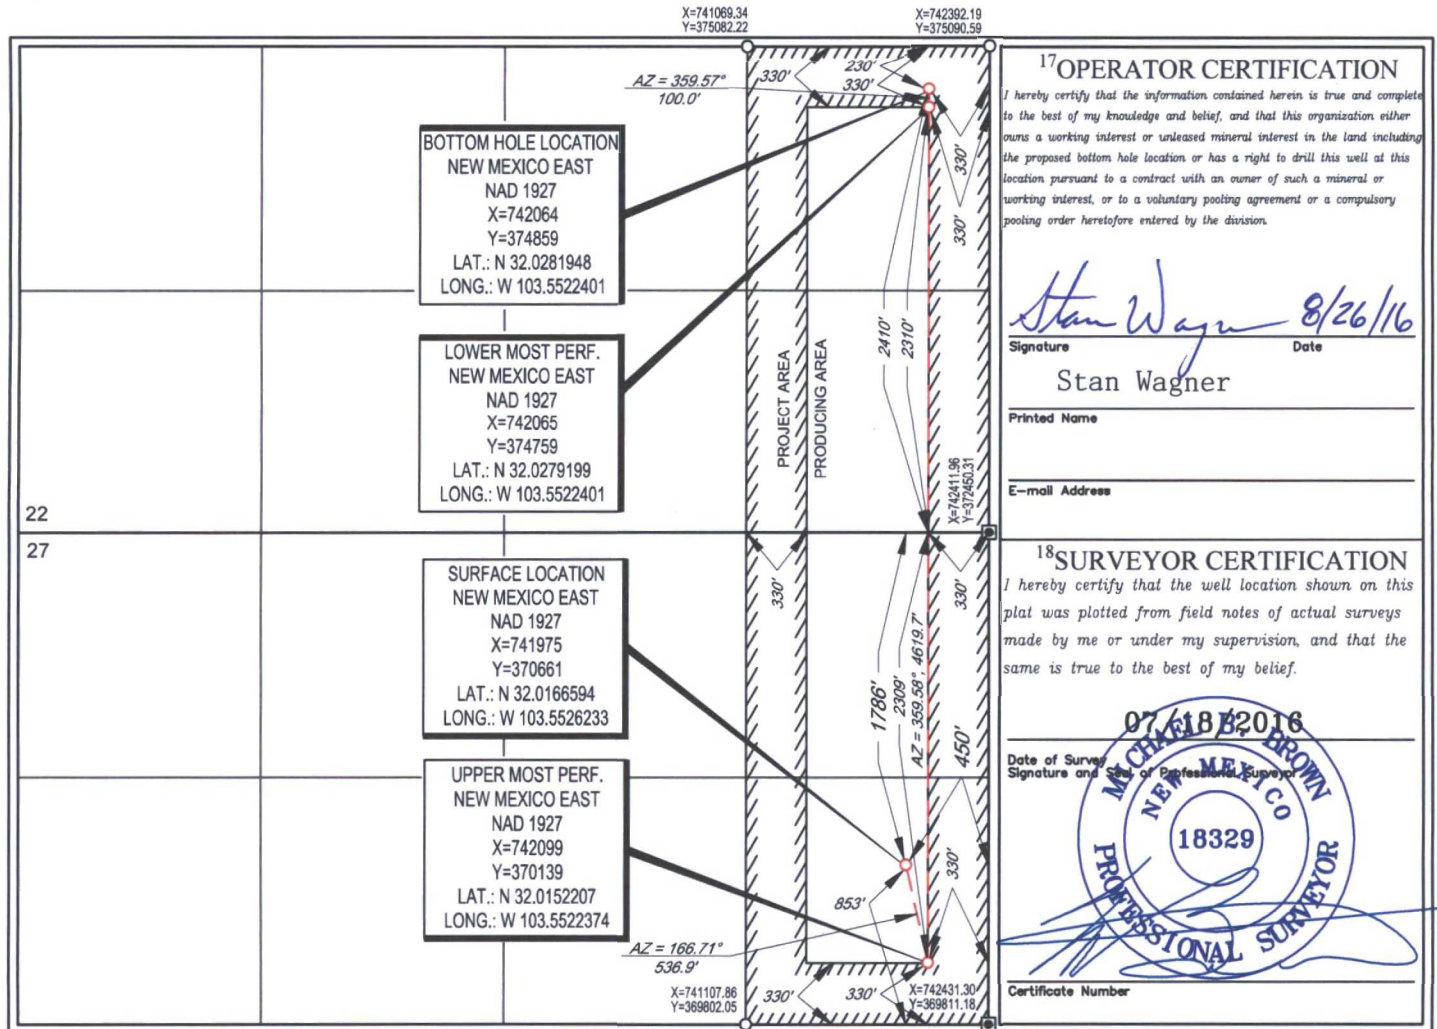 X=741069.34
Y=375082.22
X=742392.19
Y=375090.59
AZ = 359.57°
100.0'
330'
230'
330'
330'
330'
BOTTOM HOLE LOCATION
NEW MEXICO EAST
NAD 1927
X=742064
Y=374859
LAT.: N 32.0281948
LONG.: W 103.5522401
LOWER MOST PERF.
NEW MEXICO EAST
NAD 1927
X=742065
Y=374759
LAT.: N 32.0279199
LONG.: W 103.5522401
PROJECT AREA
PRODUCING AREA
2410'
2310'
X=742411.96
Y=372450.31
22
27
SURFACE LOCATION
NEW MEXICO EAST
NAD 1927
X=741975
Y=370661
LAT.: N 32.0166594
LONG.: W 103.5526233
UPPER MOST PERF.
NEW MEXICO EAST
NAD 1927
X=742099
Y=370139
LAT.: N 32.0152207
LONG.: W 103.5522374
330'
330'
1786'
2309'
AZ = 359.58°, 4619.7'
450'
853'
330'
AZ = 166.71°
536.9'
X=741107.86
Y=369802.05
330'
330'
X=742431.30
Y=369811.18
17 OPERATOR CERTIFICATION
I hereby certify that the information contained herein is true and complete
to the best of my knowledge and belief, and that this organization either
owns a working interest or unleased mineral interest in the land including
the proposed bottom hole location or has a right to drill this well at this
location pursuant to a contract with an owner of such a mineral or
working interest, or to a voluntary pooling agreement or a compulsory
pooling order heretofore entered by the division.
Stan Wagner 8/26/16
Signature Date
Stan Wagner
Printed Name
E-mail Address
18 SURVEYOR CERTIFICATION
I hereby certify that the well location shown on this
plat was plotted from field notes of actual surveys
made by me or under my supervision, and that the
same is true to the best of my belief.
07/18/2016
Date of Survey
Signature and Seal of Professional Surveyor
MICHAEL B. BROWN
NEW MEXICO
18329
PROFESSIONAL SURVEYOR
Certificate Number